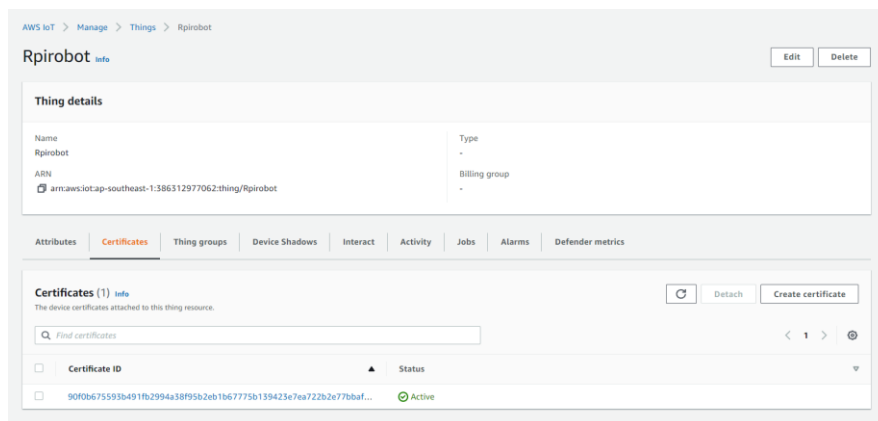 AWS IoT > Manage > Things > Rpirobot
Rpirobot Info
Edit
Delete
Thing details
Name
Rpirobot
Type
-
ARN
arn:aws:iot:ap-southeast-1:386312977062:thing/Rpirobot
Billing group
-
Attributes
Certificates
Thing groups
Device Shadows
Interact
Activity
Jobs
Alarms
Defender metrics
Certificates (1) Info
Detach
Create certificate
The device certificates attached to this thing resource.
Find certificates
< 1 >
Certificate ID
Status
90f0b675593b491fb2994a38f95b2eb1b67775b139423e7ea722b2e77bbaf...
Active